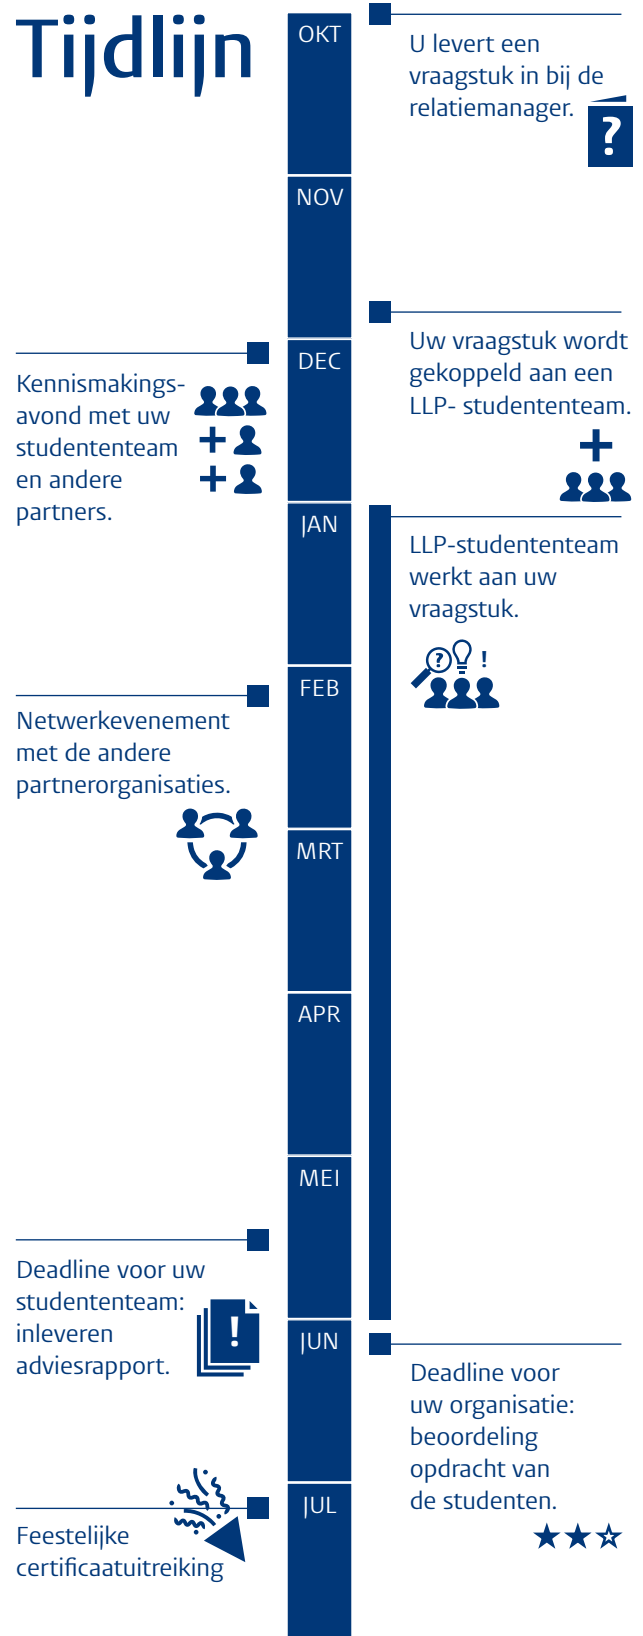 Tijdlijn
OKT
U levert een
vraagstuk in bij de
relatiemanager.
?
NOV
Uw vraagstuk wordt
gekoppeld aan een
LLP- studententeam.
+
DEC
Kennismakings-
avond met uw
studententeam
en andere
partners.
+
+
JAN
LLP-studententeam
werkt aan uw
vraagstuk.
? !
FEB
Netwerkevenement
met de andere
partnerorganisaties.
MRT
APR
MEI
Deadline voor uw
studententeam:
inleveren
adviesrapport.
!
JUN
Deadline voor
uw organisatie:
beoordeling
opdracht van
de studenten.
JUL
Feestelijke
certificaatuitreiking